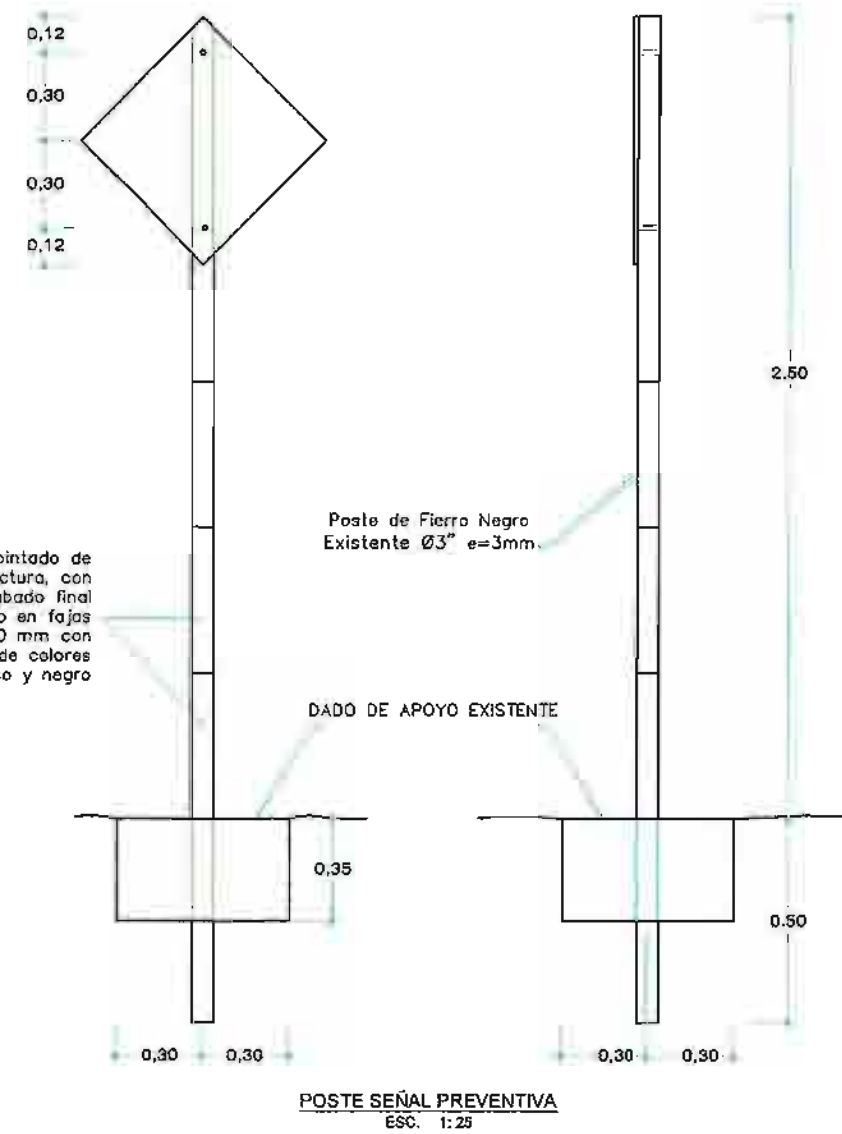 0,12
0,30
0,30
0,12
2.50
Poste de Fierro Negro
Existente Ø3" e=3mm.
pintado de
ctura, con
abado final
o en fajas
0 mm con
de colores
o y negro
DADO DE APOYO EXISTENTE
0,35
0.50
0,30 0,30
0,30 0,30
POSTE SEÑAL PREVENTIVA
ESC. 1:25